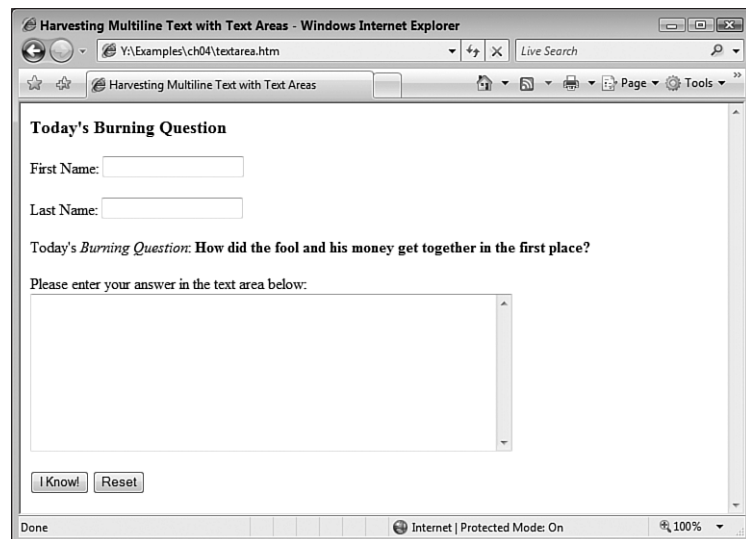 Harvesting Multiline Text with Text Areas - Windows Internet Explorer
Y:\Examples\ch04\textarea.htm
Live Search
Harvesting Multiline Text with Text Areas
Page
Tools
Today's Burning Question
First Name:
Last Name:
Today's Burning Question: How did the fool and his money get together in the first place?
Please enter your answer in the text area below:
I Know! Reset
Done Internet | Protected Mode: On 100%